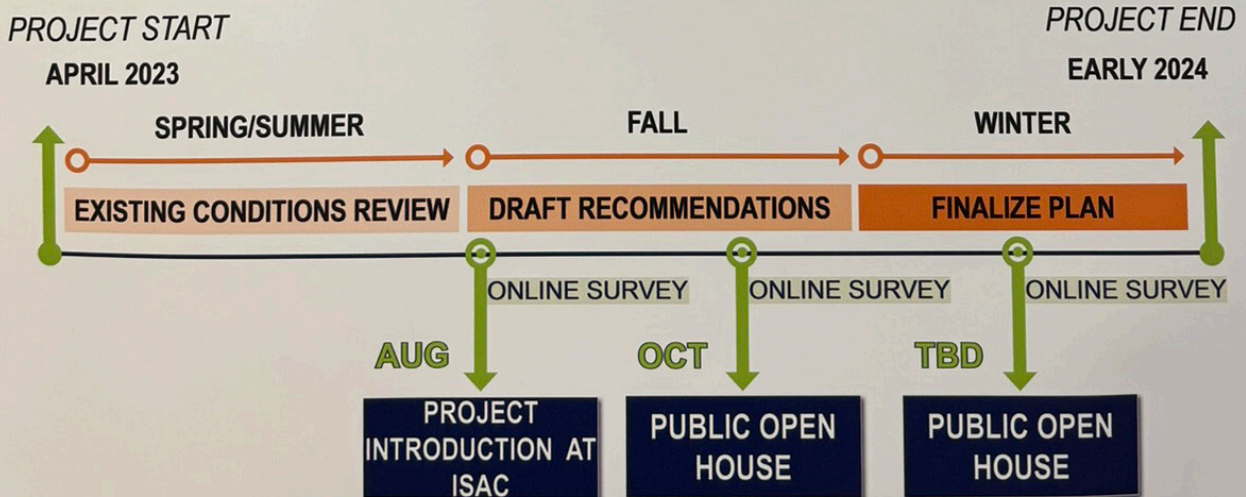 PROJECT START
PROJECT END
APRIL 2023
EARLY 2024
SPRING/SUMMER
FALL
WINTER
EXISTING CONDITIONS REVIEW
DRAFT RECOMMENDATIONS
FINALIZE PLAN
ONLINE SURVEY
ONLINE SURVEY
ONLINE SURVEY
AUG
OCT
TBD
PROJECT
INTRODUCTION AT
ISAC
PUBLIC OPEN
HOUSE
PUBLIC OPEN
HOUSE